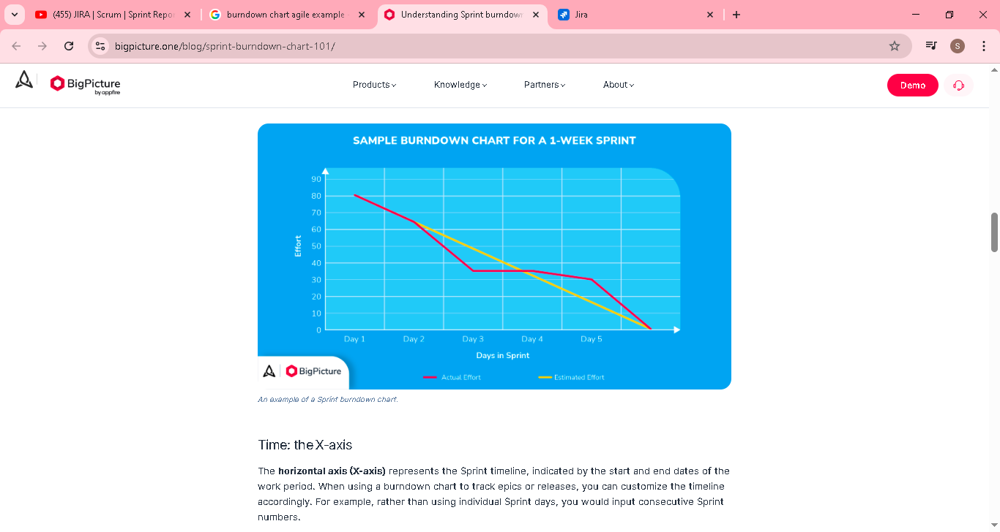 (455) JIRA | Scrum | Sprint Repo
burndown chart agile example
Understanding Sprint burndown
Jira
bigpicture.one/blog/sprint-burndown-chart-101/
S
BigPicture
by appfire
Products
Knowledge
Partners
About
Demo
SAMPLE BURNDOWN CHART FOR A 1-WEEK SPRINT
90
80
70
60
50
40
30
20
10
0
Effort
Day 1 Day 2 Day 3 Day 4 Day 5
Days in Sprint
Actual Effort Estimated Effort
BigPicture
An example of a Sprint burndown chart.
Time: the X-axis
The horizontal axis (X-axis) represents the Sprint timeline, indicated by the start and end dates of the
work period. When using a burndown chart to track epics or releases, you can customize the timeline
accordingly. For example, rather than using individual Sprint days, you would input consecutive Sprint
numbers.